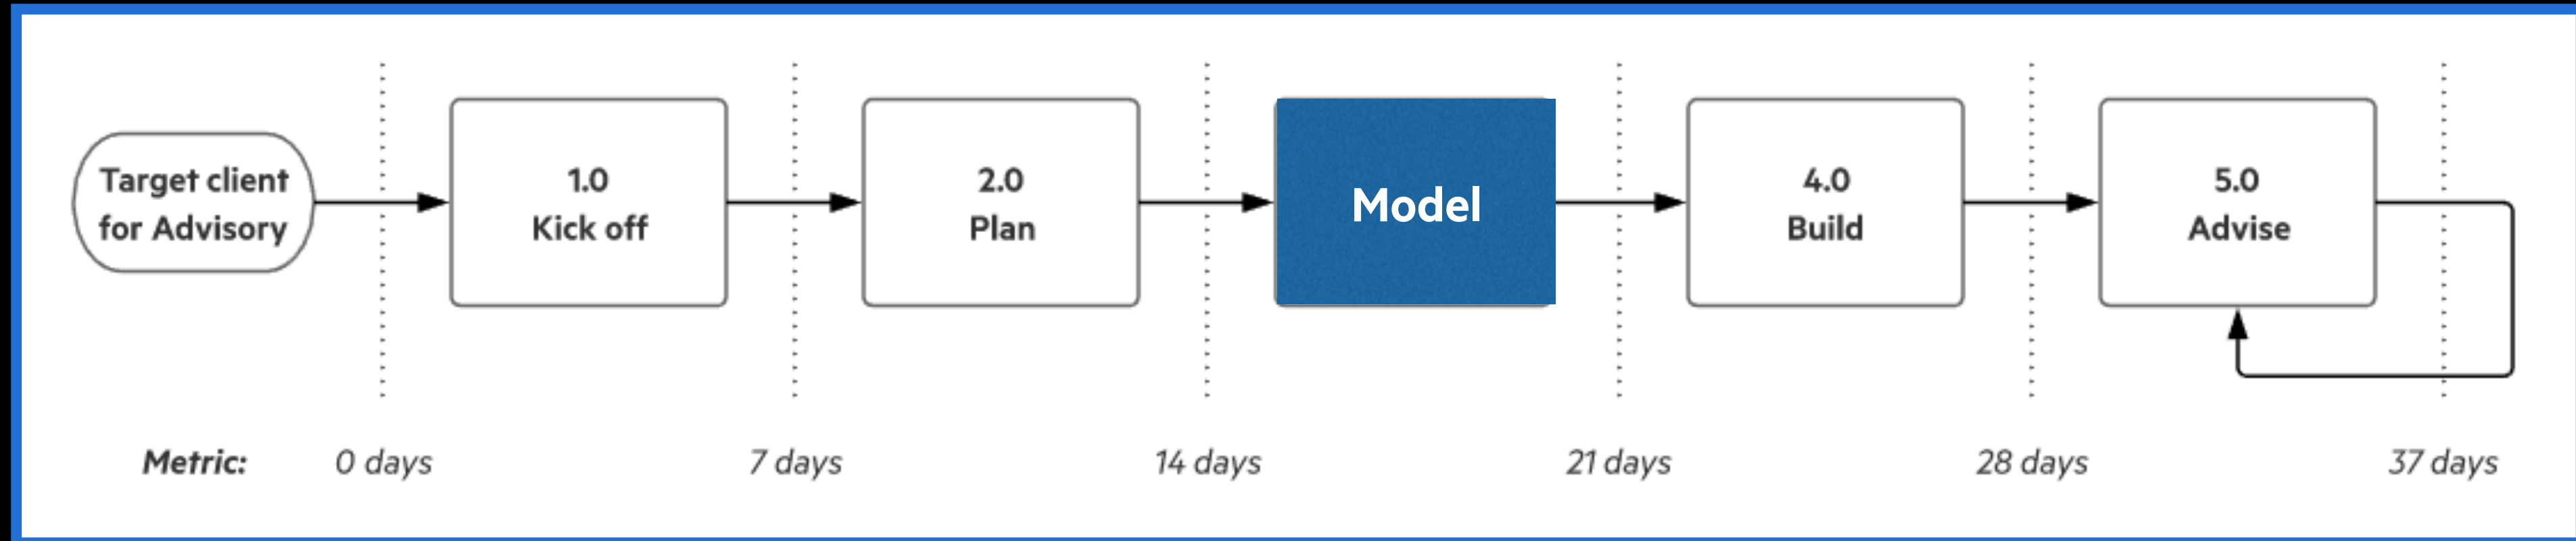 Target client
for Advisory
1.0
Kick off
2.0
Plan
Model
4.0
Build
5.0
Advise
Metric: 0 days 7 days 14 days 21 days 28 days 37 days